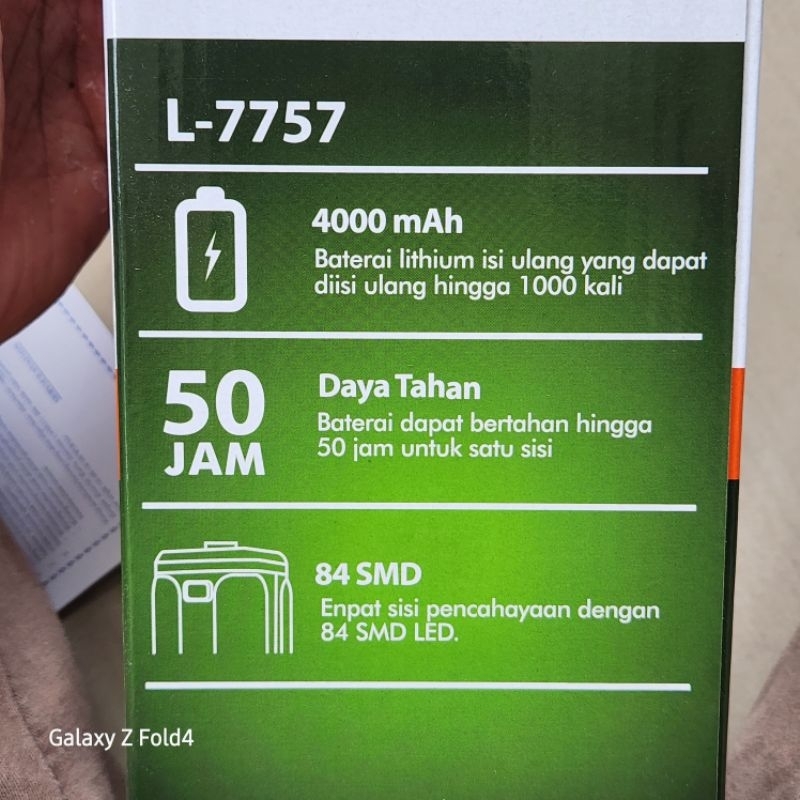 L-7757
4000 mAh
Baterai lithium isi ulang yang dapat
diisi ulang hingga 1000 kali
50
JAM
Daya Tahan
Baterai dapat bertahan hingga
50 jam untuk satu sisi
84 SMD
Enpat sisi pencahayaan dengan
84 SMD LED.
Galaxy Z Fold4